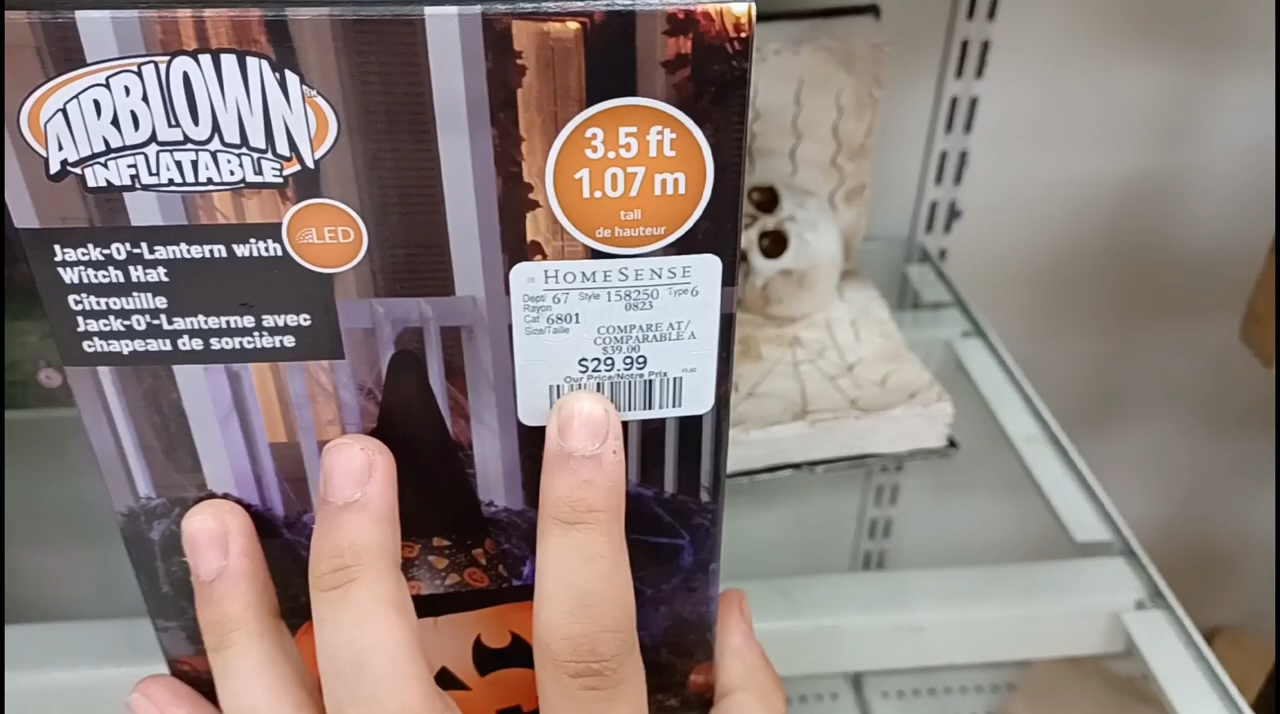 AIRBLOWN
INFLATABLE
LED
Jack-O'-Lantern with
Witch Hat
Citrouille
Jack-O'-Lanterne avec
chapeau de sorcière
3.5 ft
1.07 m
tall
de hauteur
HOMESENSE
Dept/ 67 Style 158250 Type 6
Rayon 0823
Cat 6801
Size/Taille
COMPARE AT/
COMPARABLE A
$39.00
$29.99
Our Price/Notre Prix